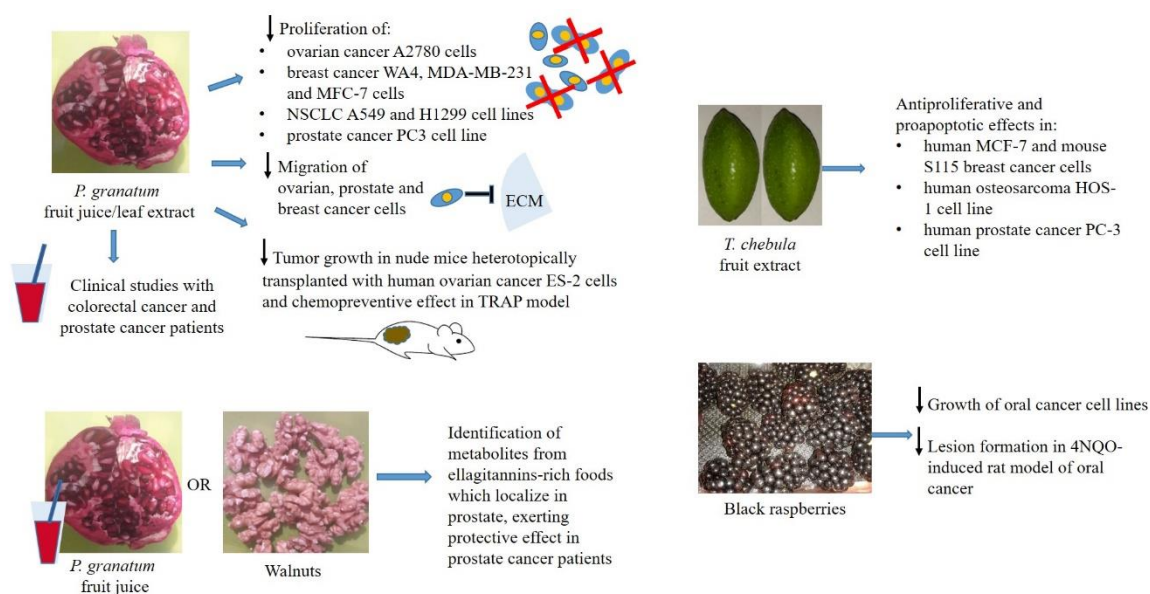 Proliferation of:
• ovarian cancer A2780 cells
• breast cancer WA4, MDA-MB-231
and MFC-7 cells
• NSCLC A549 and H1299 cell lines
• prostate cancer PC3 cell line
P. granatum
fruit juice/leaf extract
Migration of
ovarian, prostate and
breast cancer cells
ECM
Tumor growth in nude mice heterotopically
transplanted with human ovarian cancer ES-2 cells
and chemopreventive effect in TRAP model
Clinical studies with
colorectal cancer and
prostate cancer patients
T. chebula
fruit extract
Antiproliferative and
proapoptotic effects in:
• human MCF-7 and mouse
S115 breast cancer cells
• human osteosarcoma HOS-
1 cell line
• human prostate cancer PC-3
cell line
P. granatum
fruit juice
OR
Walnuts
Identification of
metabolites from
ellagitannins-rich foods
which localize in
prostate, exerting
protective effect in
prostate cancer patients
Black raspberries
Growth of oral cancer cell lines
Lesion formation in 4NQO-
induced rat model of oral
cancer